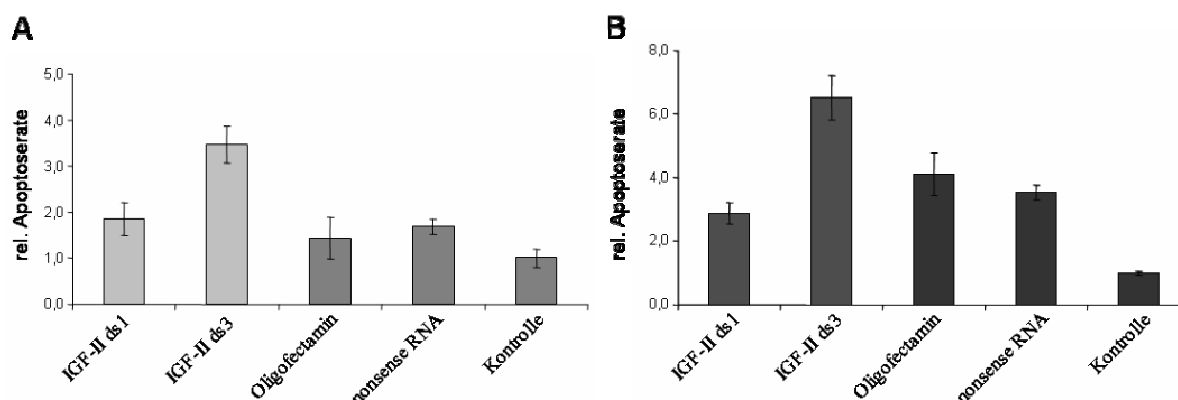 A
rel. Apoptoserate
5,0
4,0
3,0
2,0
1,0
0,0
IGF-II ds1
IGF-II ds3
Oligofectamin
nonsense RNA
Kontrolle
B
rel. Apoptoserate
8,0
6,0
4,0
2,0
0,0
IGF-II ds1
IGF-II ds3
Oligofectamin
nonsense RNA
Kontrolle